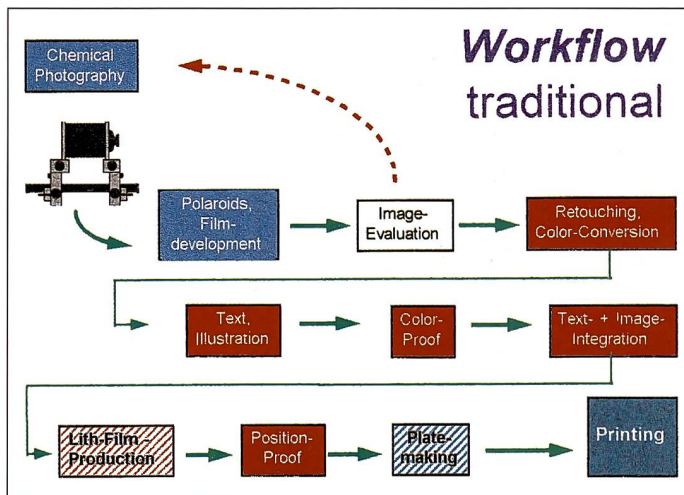 Workflow
traditional
Chemical
Photography
Polaroids,
Film-
development
Image-
Evaluation
Retouching,
Color-Conversion
Text,
Illustration
Color-
Proof
Text- + Image-
Integration
Lith-Film -
Production
Position-
Proof
Plate-
making
Printing